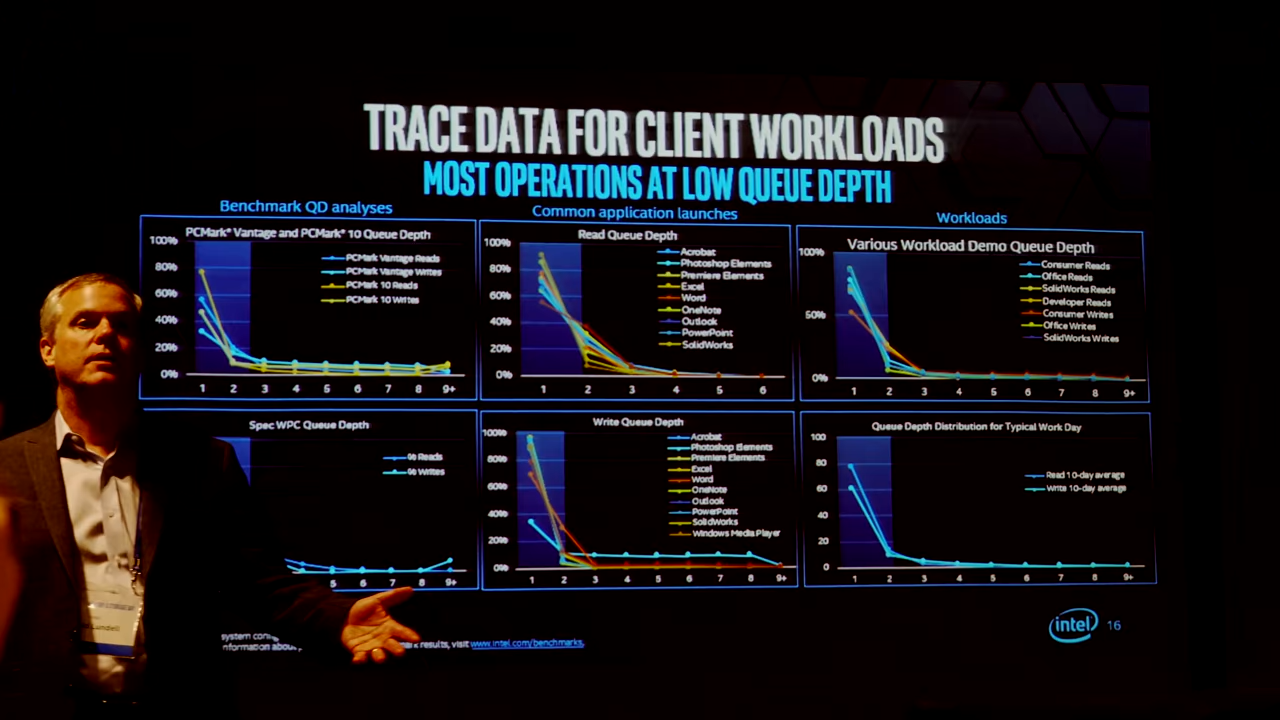 TRACE DATA FOR CLIENT WORKLOADS
MOST OPERATIONS AT LOW QUEUE DEPTH
Benchmark QD analyses
PCMark* Vantage and PCMark* 10 Queue Depth
100%
80%
60%
40%
20%
0%
PCMark Vantage Reads
PCMark Vantage Writes
PCMark 10 Reads
PCMark 10 Writes
1 2 3 4 5 6 7 8 9+
Common application launches
Read Queue Depth
100%
80%
60%
40%
20%
0%
Acrobat
Photoshop Elements
Premiere Elements
Excel
Word
OneNote
Outlook
PowerPoint
SolidWorks
1 2 3 4 5 6
Workloads
Various Workload Demo Queue Depth
100%
50%
0%
Consumer Reads
Office Reads
SolidWorks Reads
Developer Reads
Consumer Writes
Office Writes
SolidWorks Writes
1 2 3 4 5 6 7 8 9+
Spec WPC Queue Depth
% Reads
% Writes
5 6 7 8 9+
Write Queue Depth
100%
80%
60%
40%
20%
0%
Acrobat
Photoshop Elements
Premiere Elements
Excel
Word
OneNote
Outlook
PowerPoint
SolidWorks
Windows Media Player
1 2 3 4 5 6 7 8 9+
Queue Depth Distribution for Typical Work Day
100
80
60
40
20
0
Read 10-day average
Write 10-day average
1 2 3 4 5 6 7 8 9+
system
results, visit www.intel.com/benchmarks.
intel 16
Lundell